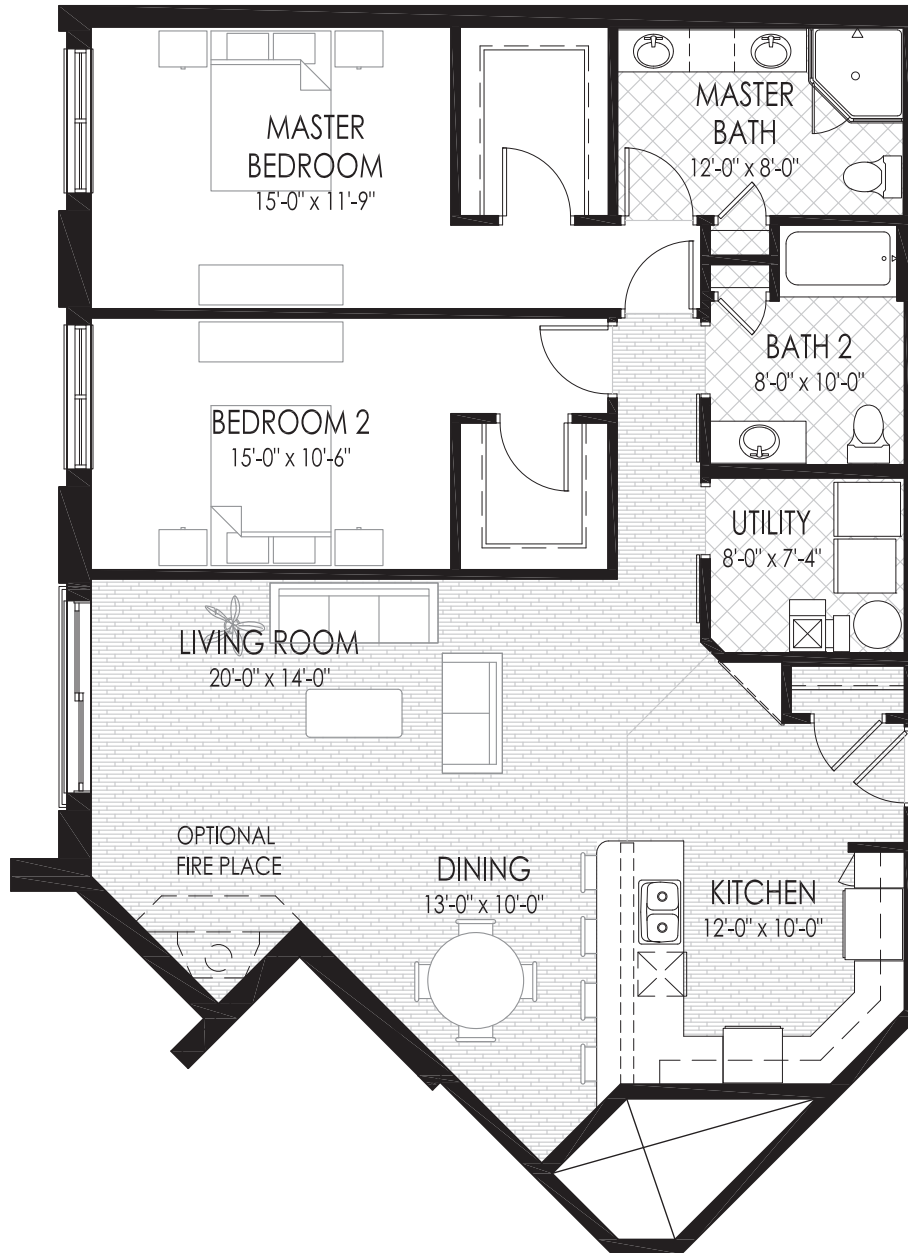 MASTER
BEDROOM
15'-0" x 11'-9"
MASTER
BATH
12'-0" x 8'-0"
BATH 2
8'-0" x 10'-0"
BEDROOM 2
15'-0" x 10'-6"
UTILITY
8'-0" x 7'-4"
LIVING ROOM
20'-0" x 14'-0"
OPTIONAL
FIRE PLACE
DINING
13'-0" x 10'-0"
KITCHEN
12'-0" x 10'-0"